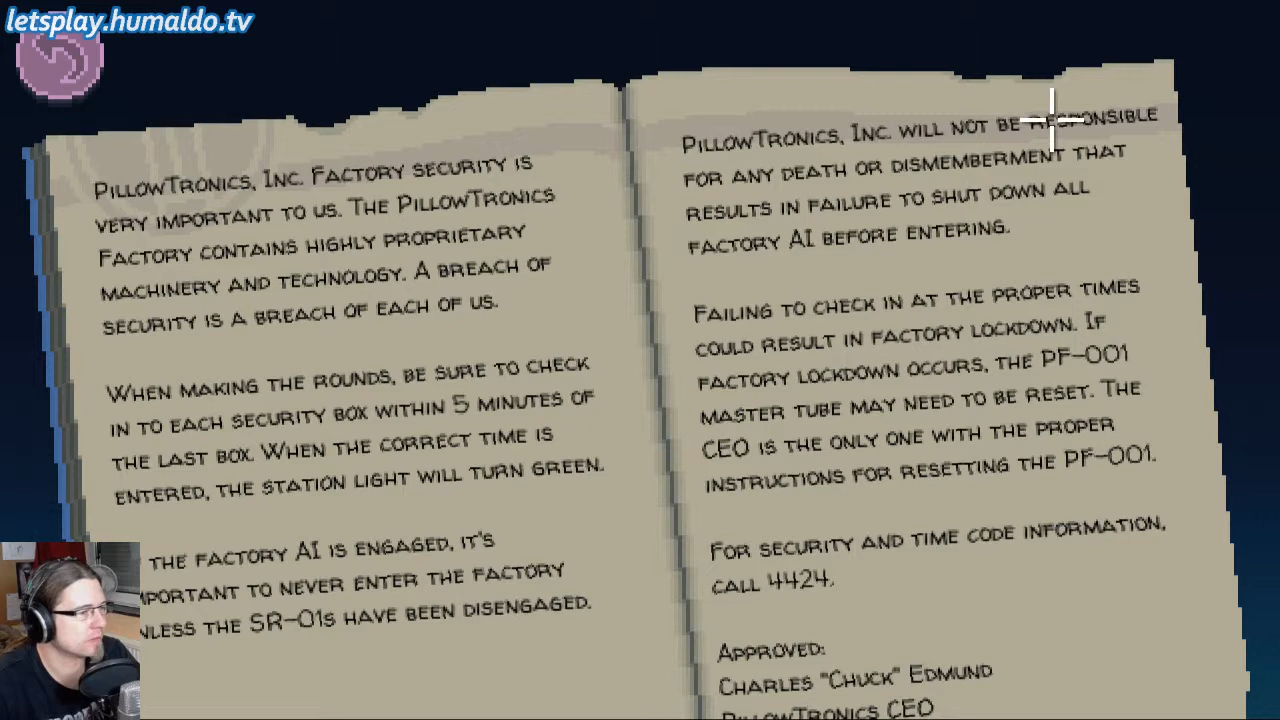 letsplay.humaldo.tv
PillowTronics, Inc. Factory security is
very important to us. The PillowTronics
Factory contains highly proprietary
machinery and technology. A breach of
security is a breach of each of us.
When making the rounds, be sure to check
in to each security box within 5 minutes of
the last box. When the correct time is
entered, the station light will turn green.
the factory AI is engaged, it's
to never enter the factory
the SR-01s have been disengaged.
PillowTronics, Inc. will not be responsible
for any death or dismemberment that
results in failure to shut down all
factory AI before entering.
Failing to check in at the proper times
could result in factory lockdown. If
factory lockdown occurs, the PF-001
master tube may need to be reset. The
CEO is the only one with the proper
instructions for resetting the PF-001.
For security and time code information,
call 4424.
Approved:
Charles "Chuck" Edmund
PillowTronics CEO